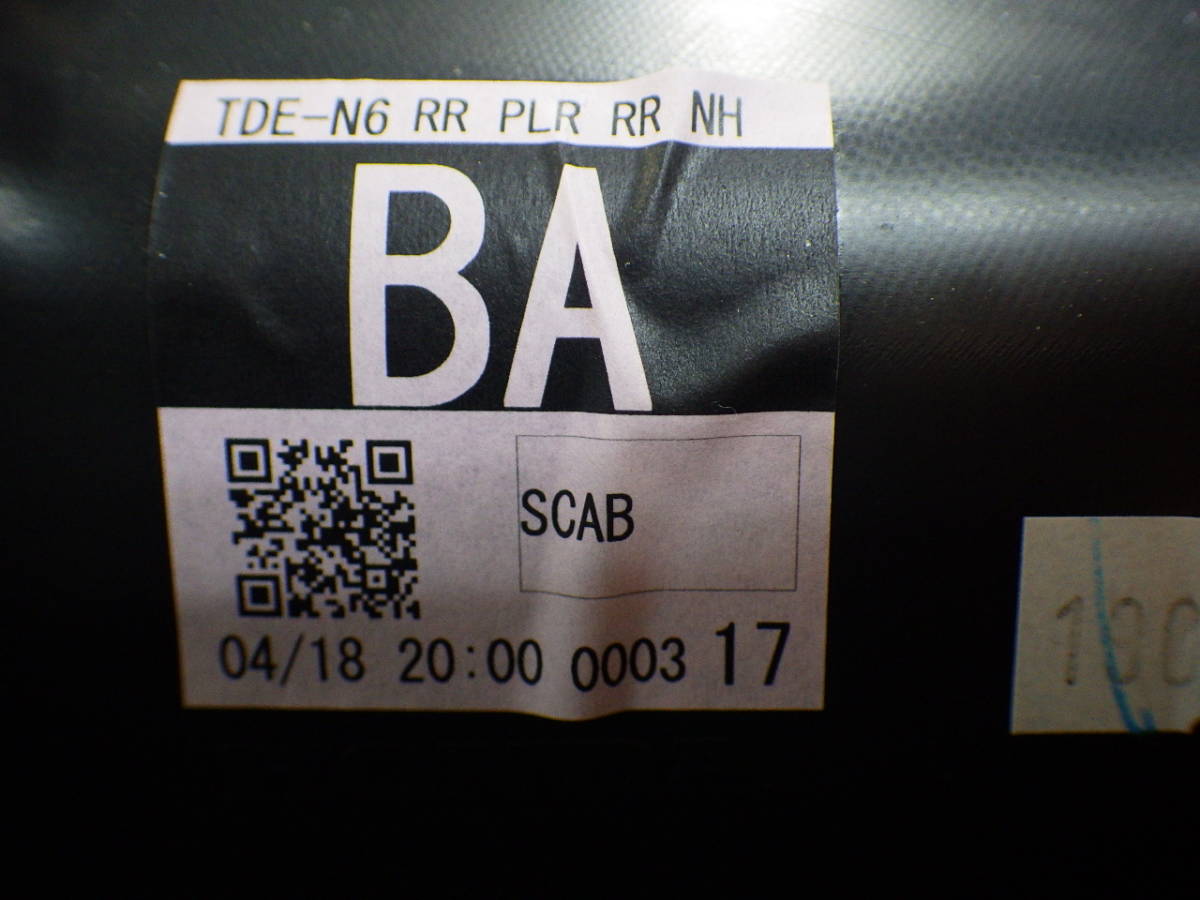 TDE-N6 RR PLR RR NH
BA
SCAB
04/18 20:00 0003 17